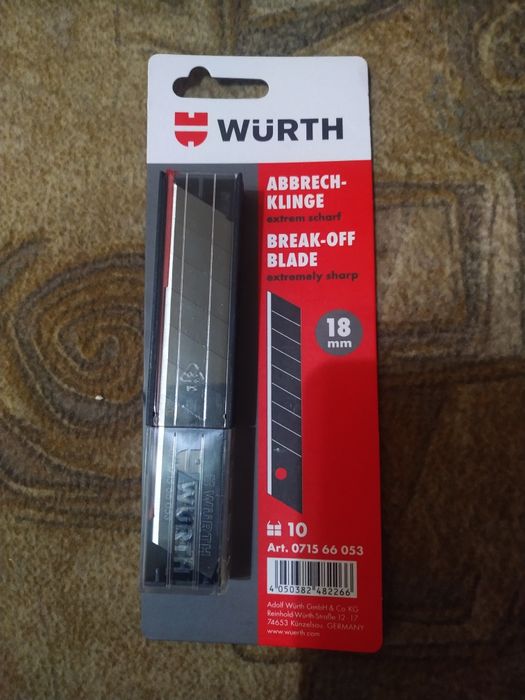 WÜRTH
ABBRECH-
KLINGE
extrem scharf
BREAK-OFF
BLADE
extremely sharp
18
mm
10
Art. 0715 66 053
4 050382 482266
Adolf Würth GmbH & Co KG
Reinhold-Würth-Straße 12 - 17
74653 Künzelsau, GERMANY
www.wuerth.com
WÜRTH
WÜRTH